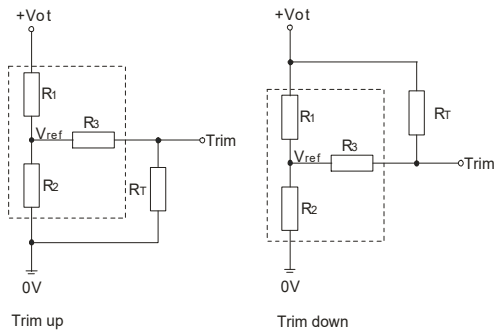 +Vot
R1
Vref
R3
Trim
R2
RT
0V
Trim up
+Vot
R1
RT
Vref
R3
Trim
R2
0V
Trim down